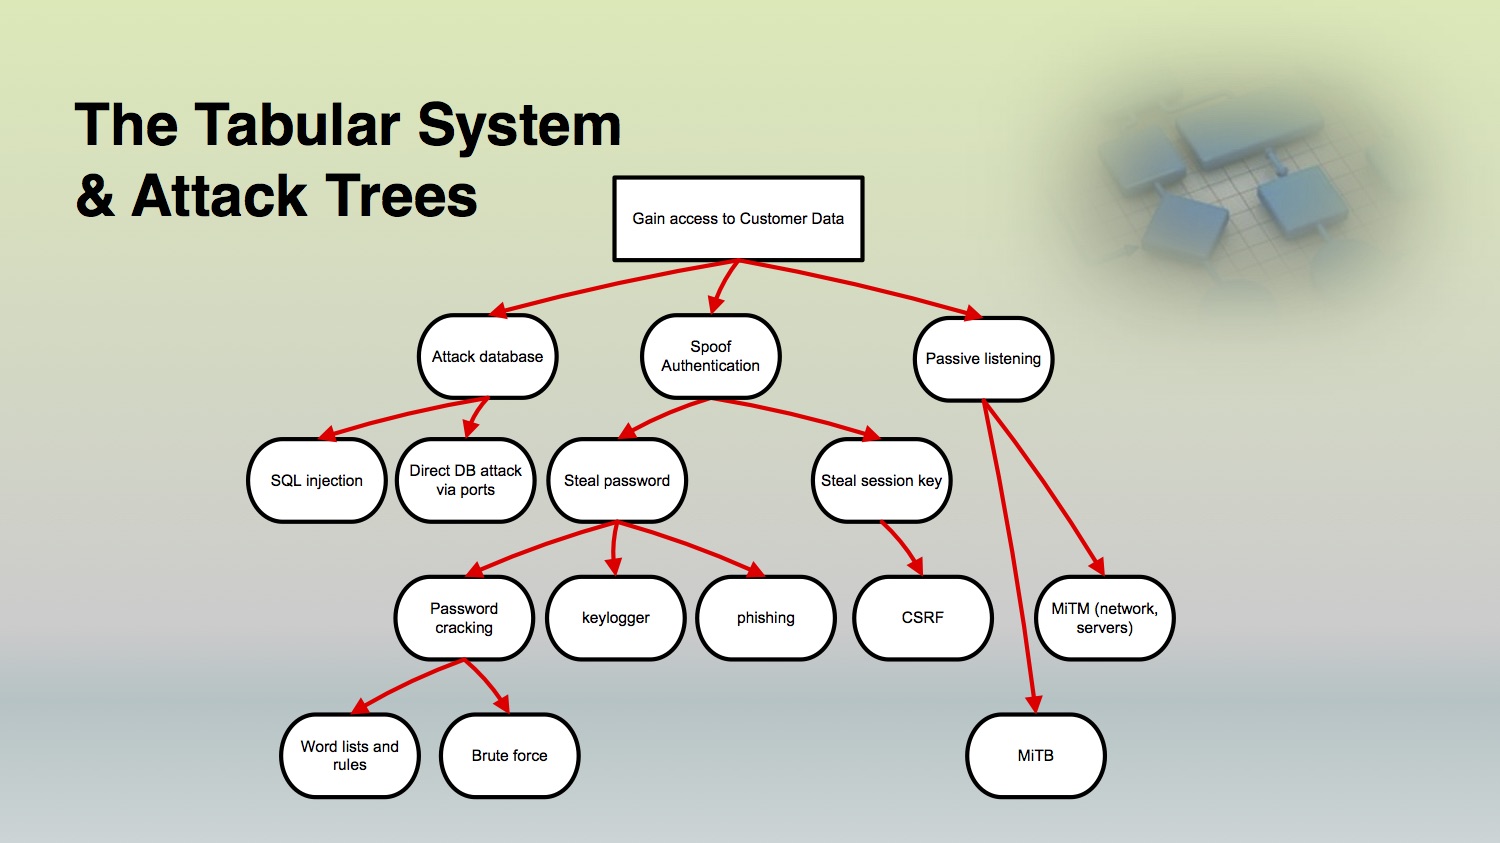 The Tabular System
& Attack Trees
Gain access to Customer Data
Attack database
Spoof
Authentication
Passive listening
SQL injection
Direct DB attack
via ports
Steal password
Steal session key
Password
cracking
keylogger
phishing
CSRF
MiTM (network,
servers)
Word lists and
rules
Brute force
MiTB